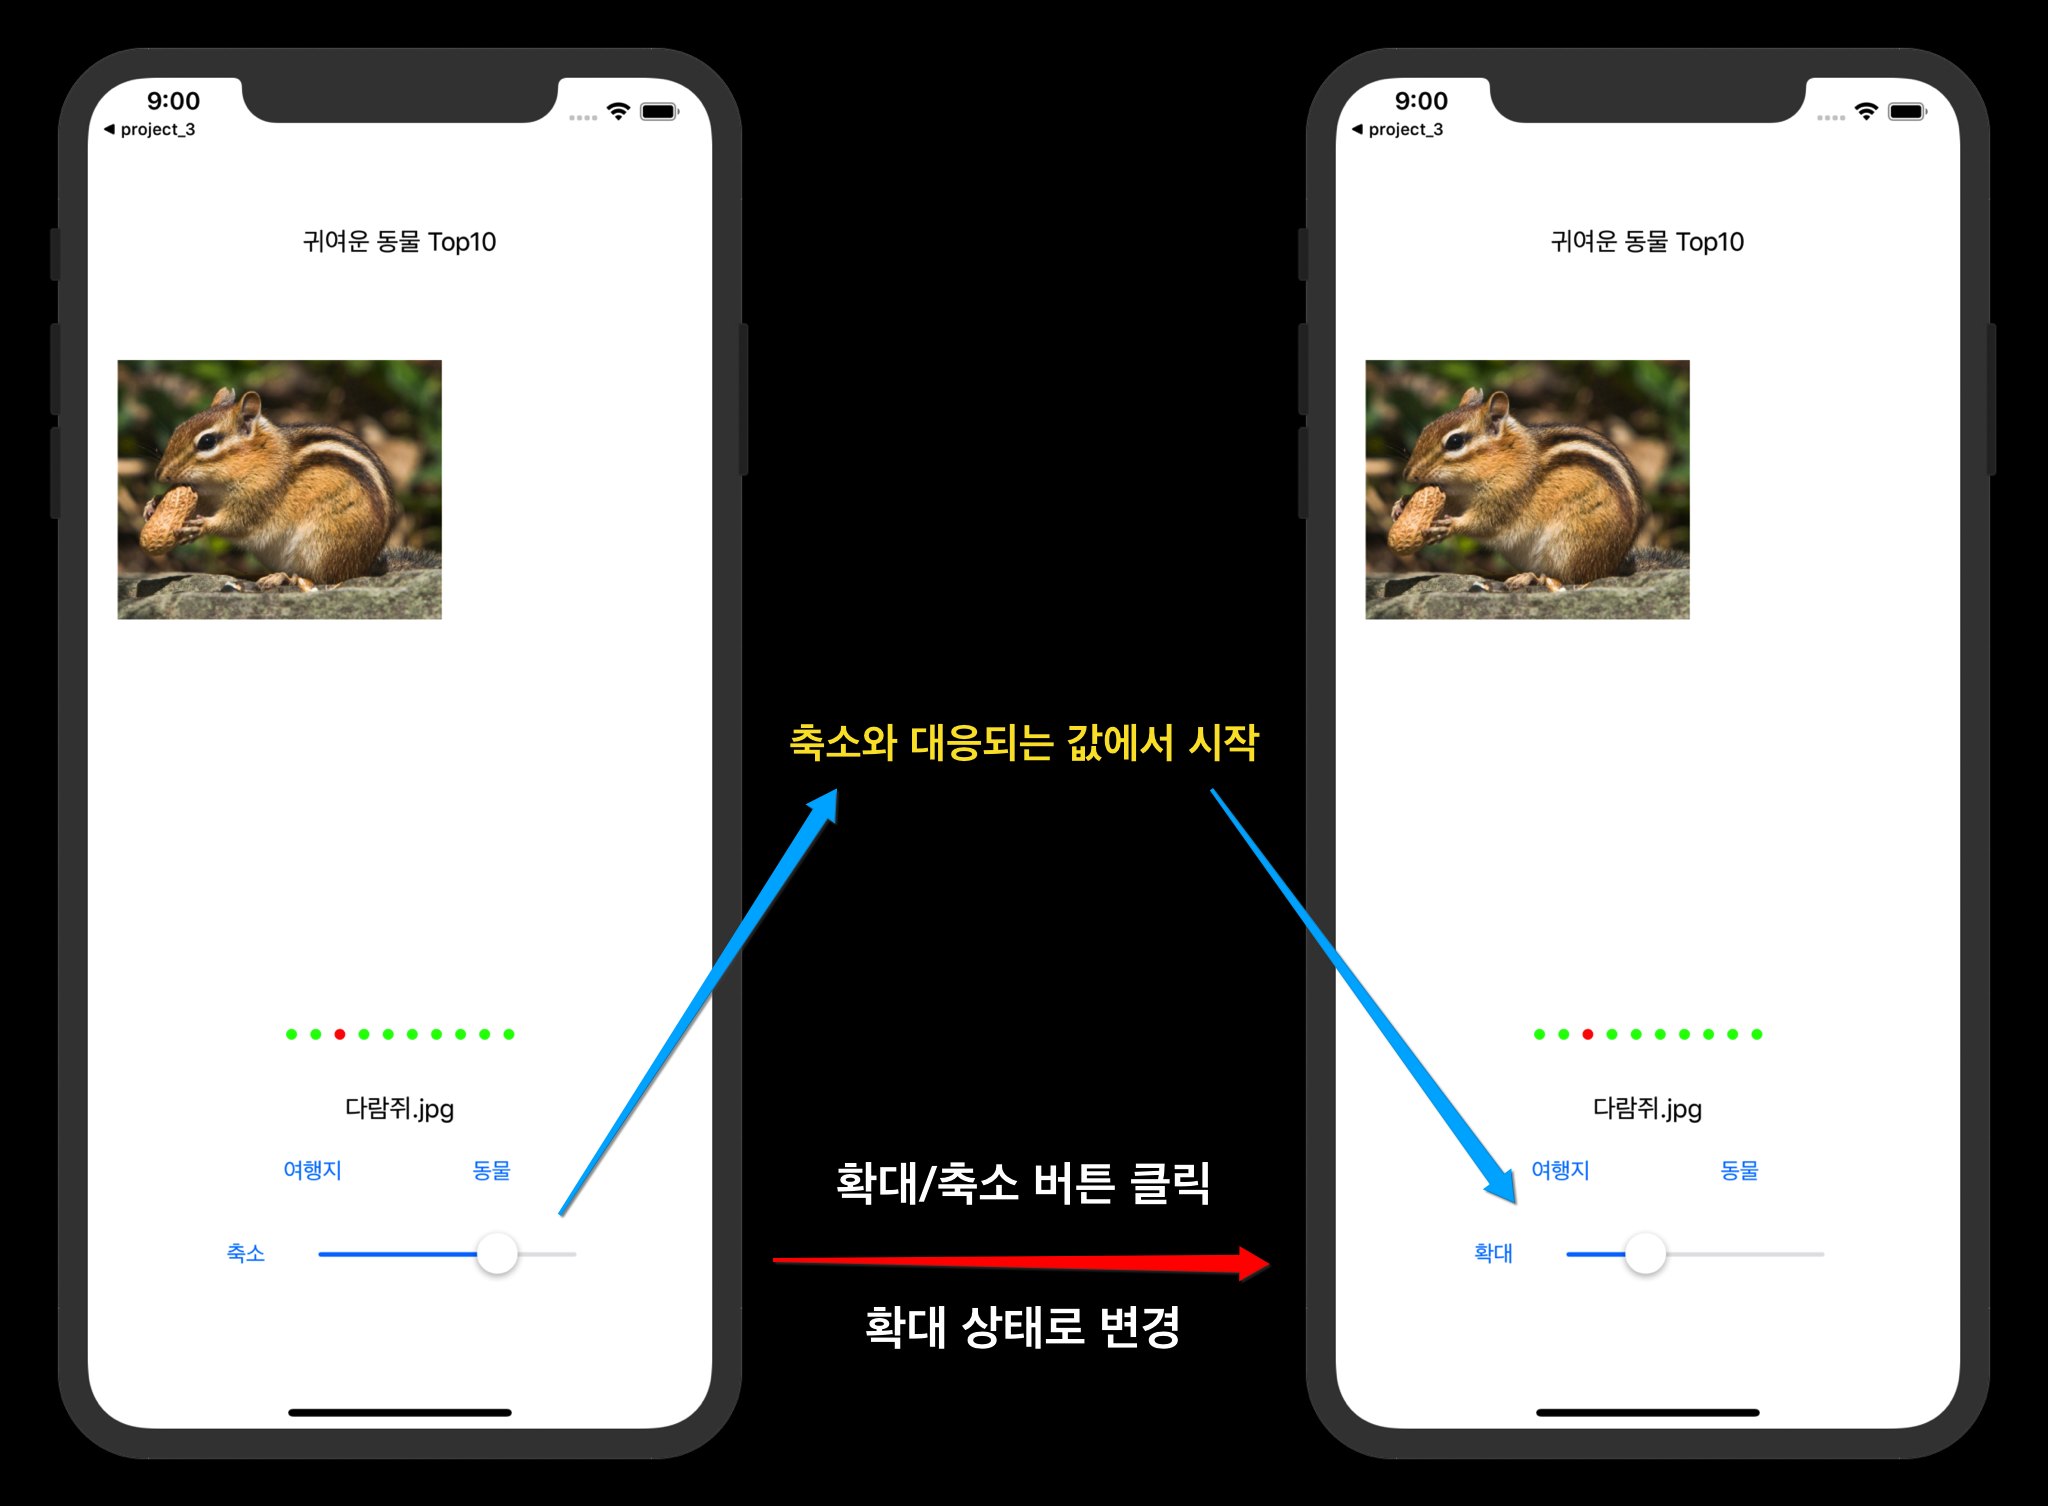 9:00
◀ project_3
귀여운 동물 Top10
다람쥐.jpg
여행지 동물
축소
축소와 대응되는 값에서 시작
확대/축소 버튼 클릭
확대 상태로 변경
9:00
◀ project_3
귀여운 동물 Top10
다람쥐.jpg
여행지 동물
확대